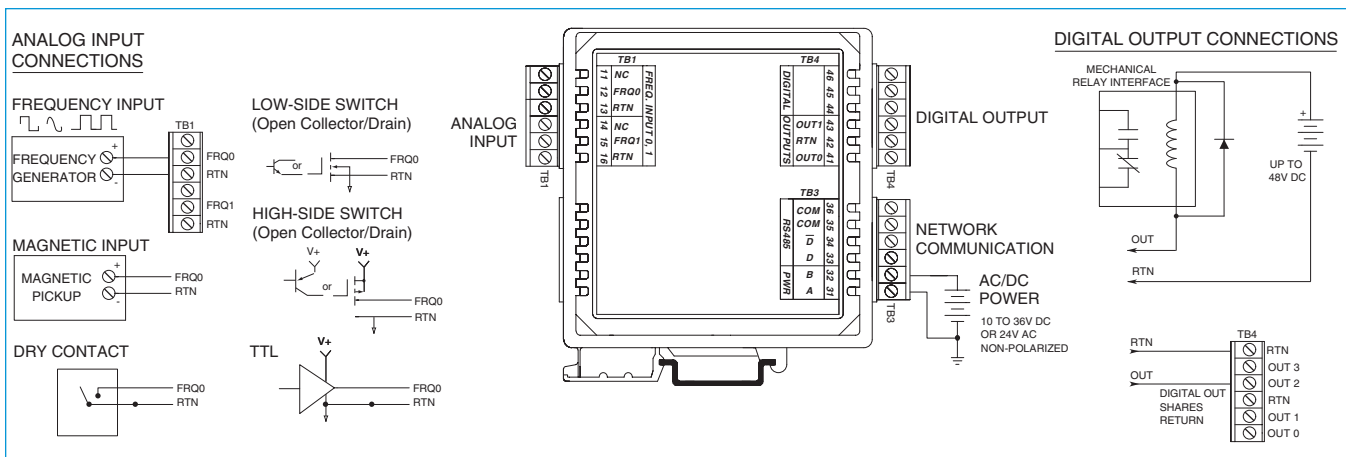 ANALOG INPUT
CONNECTIONS
FREQUENCY INPUT
TB1
FREQUENCY
GENERATOR
+
-
FRQ0
RTN
FRQ1
RTN
MAGNETIC INPUT
MAGNETIC
PICKUP
+
-
FRQ0
RTN
DRY CONTACT
FRQ0
RTN
LOW-SIDE SWITCH
(Open Collector/Drain)
or
FRQ0
RTN
HIGH-SIDE SWITCH
(Open Collector/Drain)
V+
V+
or
FRQ0
RTN
TTL
V+
FRQ0
RTN
ANALOG
INPUT
TB1
TB1
11 NC
12 FRQ0
13 RTN
14 NC
15 FRQ1
16 RTN
FREQ. INPUT 0, 1
TB4
DIGITAL OUTPUTS
46
45
44
OUT1 43
RTN 42
OUT0 41
TB4
DIGITAL OUTPUT
TB3
RS485
COM 36
COM 35
D 34
D 33
PWR
B 32
A 31
TB3
NETWORK
COMMUNICATION
AC/DC
POWER
10 TO 36V DC
OR 24V AC
NON-POLARIZED
DIGITAL OUTPUT CONNECTIONS
MECHANICAL
RELAY INTERFACE
+
UP TO
48V DC
OUT
RTN
RTN
OUT
DIGITAL OUT
SHARES
RETURN
TB4
RTN
OUT 3
OUT 2
RTN
OUT 1
OUT 0